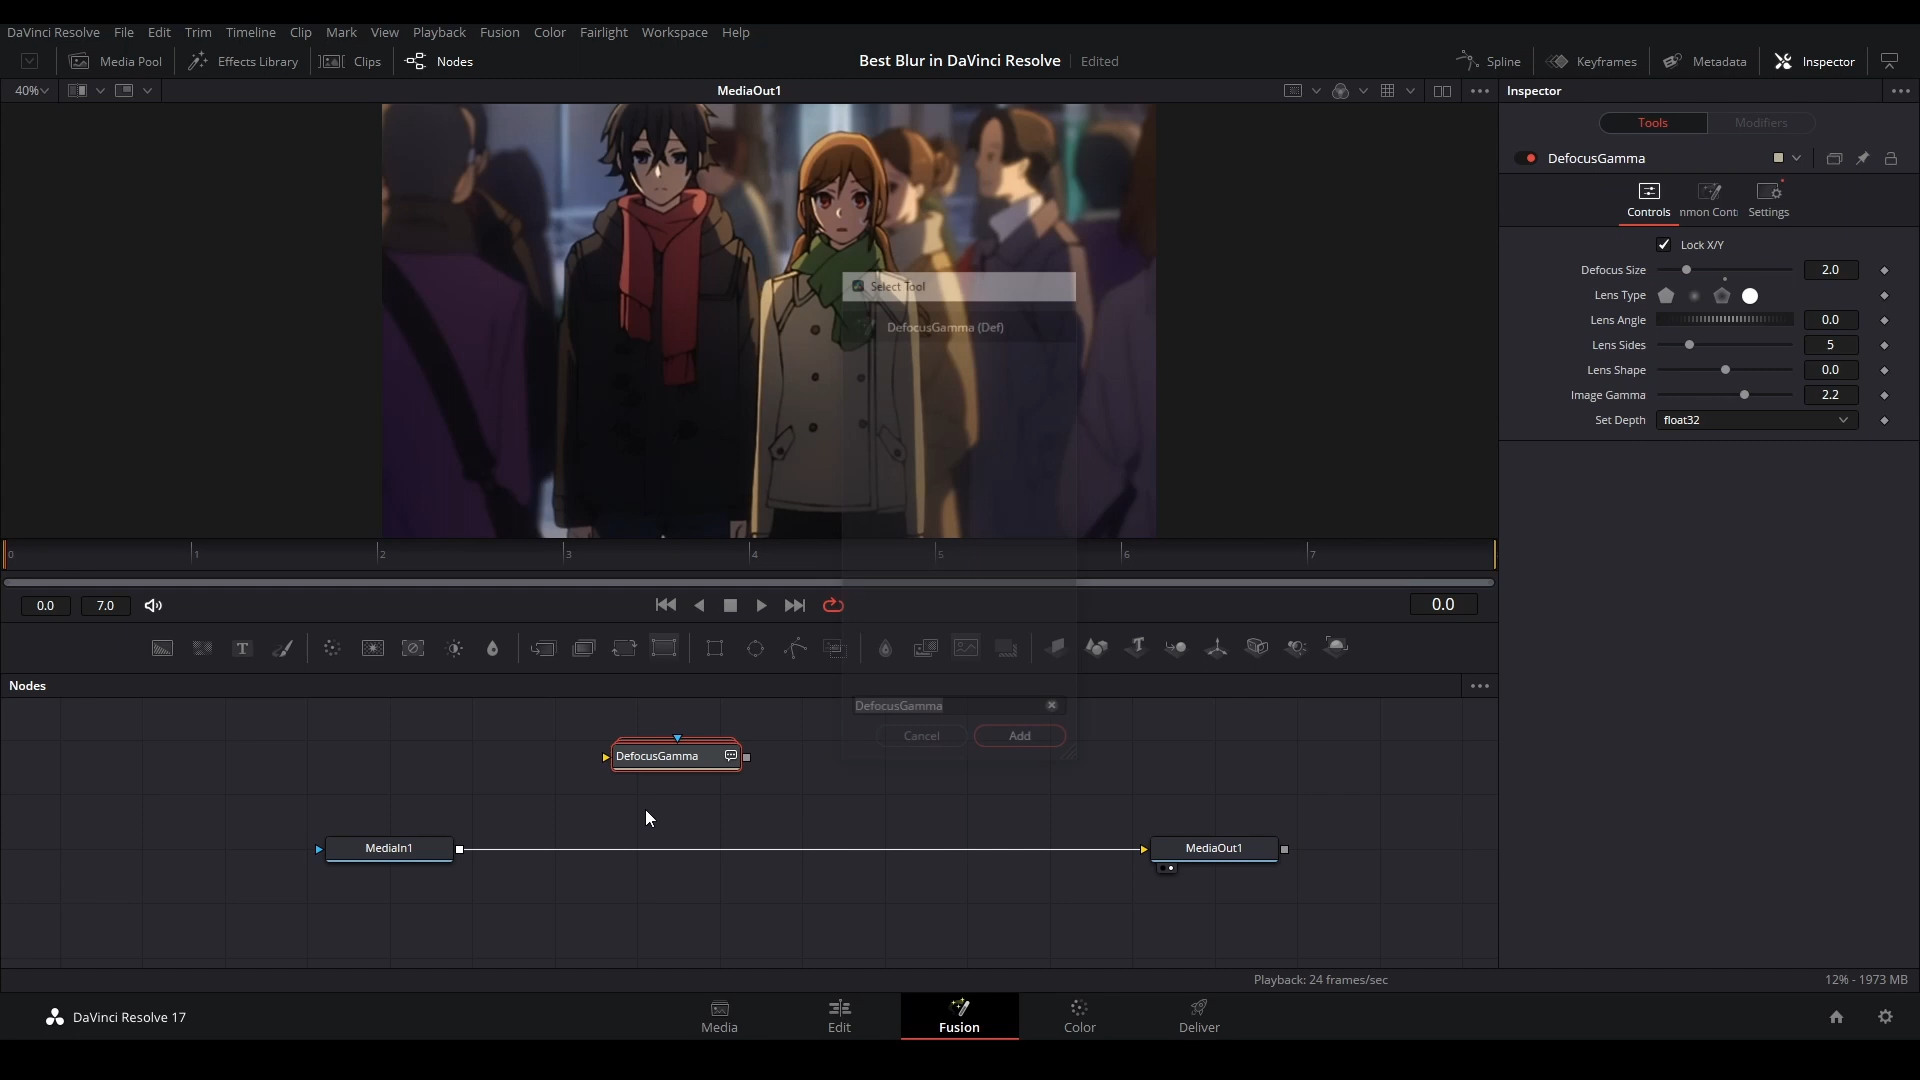 DaVinci Resolve File Edit Trim Timeline Clip Mark View Playback Fusion Color Fairlight Workspace Help
Media Pool Effects Library Clips Nodes Best Blur in DaVinci Resolve Edited Spline Keyframes Metadata Inspector
40% MediaOut1 Inspector
Tools Modifiers
DefocusGamma
Controls nmon Cont Settings
Lock X/Y
Defocus Size 2.0
Lens Type
Lens Angle 0.0
Lens Sides 5
Lens Shape 0.0
Image Gamma 2.2
Set Depth float32
Select Tool
DefocusGamma (Def)
0 1 2 3 4 5 6 7
0.0 7.0 0.0
T
Nodes
DefocusGamma
Cancel Add
DefocusGamma
MediaIn1 MediaOut1
Playback: 24 frames/sec 12% - 1973 MB
DaVinci Resolve 17 Media Edit Fusion Color Deliver